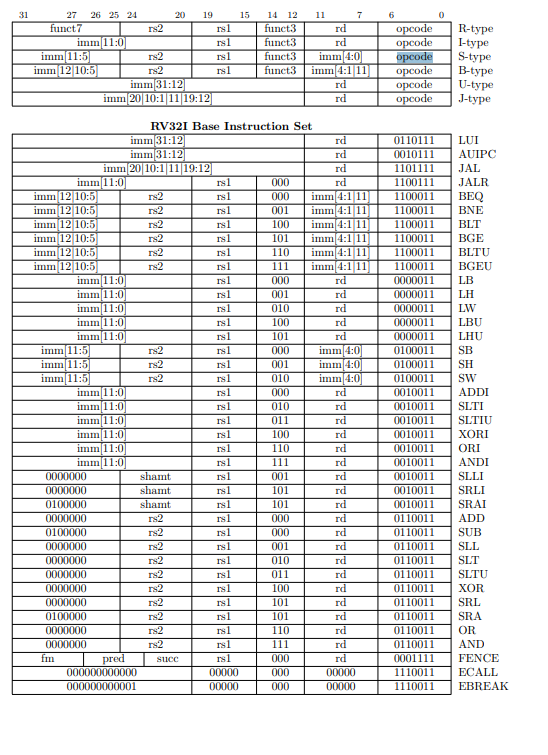 31 27 26 25 24 20 19 15 14 12 11 7 6 0
funct7 rs2 rs1 funct3 rd opcode R-type
imm[11:0] rs1 funct3 rd opcode I-type
imm[11:5] rs2 rs1 funct3 imm[4:0] opcode S-type
imm[12|10:5] rs2 rs1 funct3 imm[4:1|11] opcode B-type
imm[31:12] rd opcode U-type
imm[20|10:1|11|19:12] rd opcode J-type
RV32I Base Instruction Set
imm[31:12] rd 0110111 LUI
imm[31:12] rd 0010111 AUIPC
imm[20|10:1|11|19:12] rd 1101111 JAL
imm[11:0] rs1 000 rd 1100111 JALR
imm[12|10:5] rs2 rs1 000 imm[4:1|11] 1100011 BEQ
imm[12|10:5] rs2 rs1 001 imm[4:1|11] 1100011 BNE
imm[12|10:5] rs2 rs1 100 imm[4:1|11] 1100011 BLT
imm[12|10:5] rs2 rs1 101 imm[4:1|11] 1100011 BGE
imm[12|10:5] rs2 rs1 110 imm[4:1|11] 1100011 BLTU
imm[12|10:5] rs2 rs1 111 imm[4:1|11] 1100011 BGEU
imm[11:0] rs1 000 rd 0000011 LB
imm[11:0] rs1 001 rd 0000011 LH
imm[11:0] rs1 010 rd 0000011 LW
imm[11:0] rs1 100 rd 0000011 LBU
imm[11:0] rs1 101 rd 0000011 LHU
imm[11:5] rs2 rs1 000 imm[4:0] 0100011 SB
imm[11:5] rs2 rs1 001 imm[4:0] 0100011 SH
imm[11:5] rs2 rs1 010 imm[4:0] 0100011 SW
imm[11:0] rs1 000 rd 0010011 ADDI
imm[11:0] rs1 010 rd 0010011 SLTI
imm[11:0] rs1 011 rd 0010011 SLTIU
imm[11:0] rs1 100 rd 0010011 XORI
imm[11:0] rs1 110 rd 0010011 ORI
imm[11:0] rs1 111 rd 0010011 ANDI
0000000 shamt rs1 001 rd 0010011 SLLI
0000000 shamt rs1 101 rd 0010011 SRLI
0100000 shamt rs1 101 rd 0010011 SRAI
0000000 rs2 rs1 000 rd 0110011 ADD
0100000 rs2 rs1 000 rd 0110011 SUB
0000000 rs2 rs1 001 rd 0110011 SLL
0000000 rs2 rs1 010 rd 0110011 SLT
0000000 rs2 rs1 011 rd 0110011 SLTU
0000000 rs2 rs1 100 rd 0110011 XOR
0000000 rs2 rs1 101 rd 0110011 SRL
0100000 rs2 rs1 101 rd 0110011 SRA
0000000 rs2 rs1 110 rd 0110011 OR
0000000 rs2 rs1 111 rd 0110011 AND
fm pred succ rs1 000 rd 0001111 FENCE
000000000000 00000 000 00000 1110011 ECALL
000000000001 00000 000 00000 1110011 EBREAK